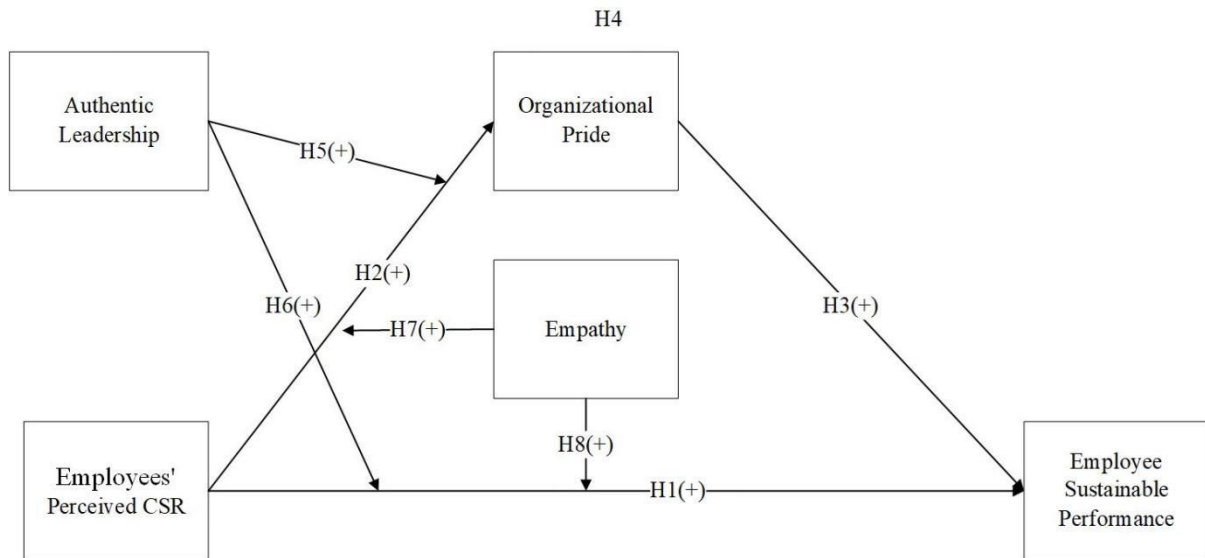 H4
Authentic
Leadership
Organizational
Pride
H5(+)
H2(+)
H6(+)
H3(+)
H7(+)
Empathy
H8(+)
Employees'
Perceived CSR
H1(+)
Employee
Sustainable
Performance